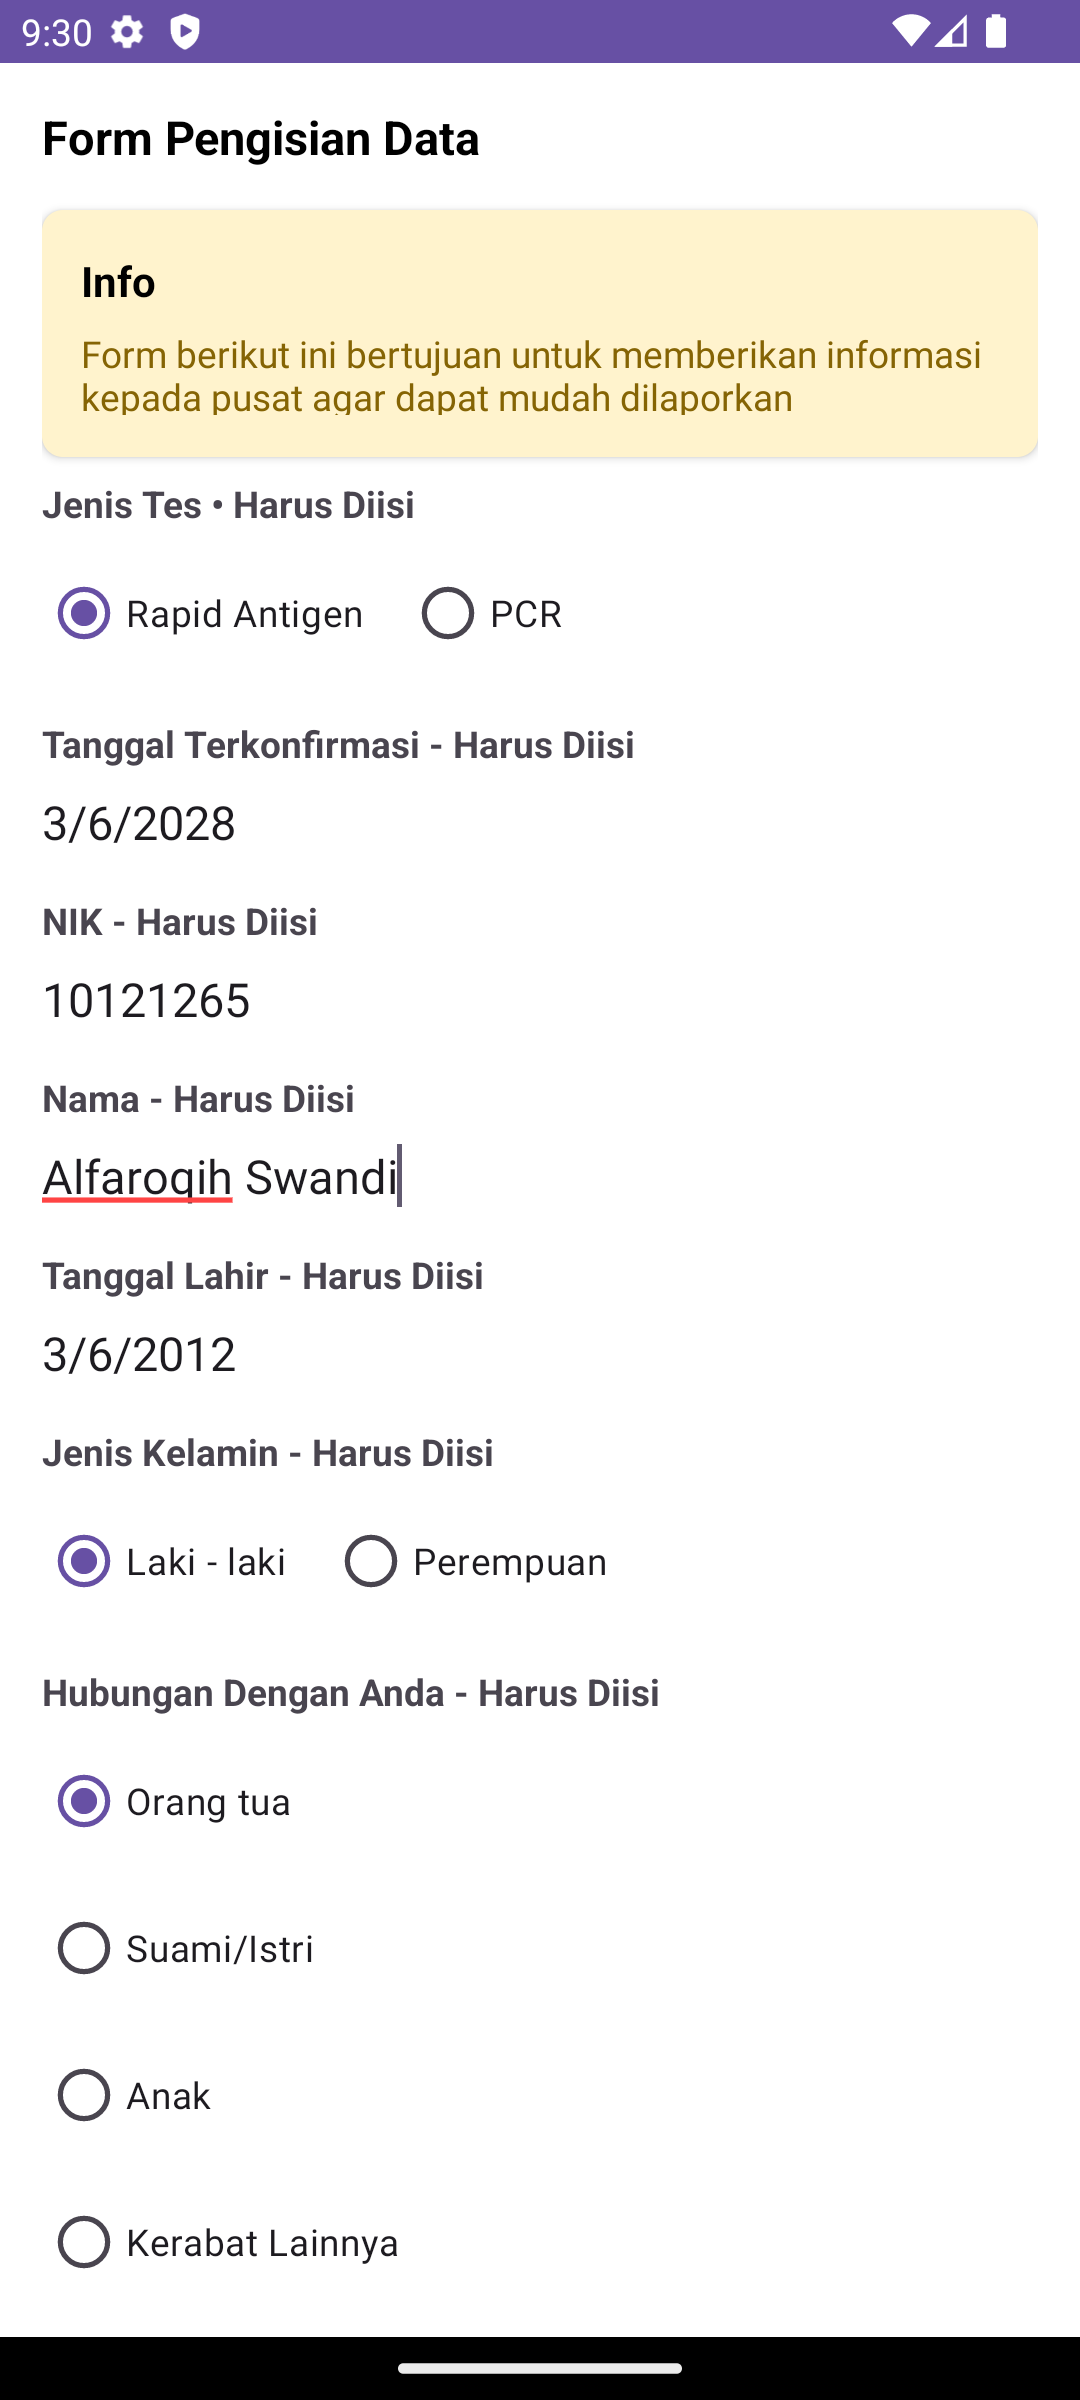 9:30
Form Pengisian Data
Info
Form berikut ini bertujuan untuk memberikan informasi
kepada pusat agar dapat mudah dilaporkan
Jenis Tes • Harus Diisi
Rapid Antigen PCR
Tanggal Terkonfirmasi - Harus Diisi
3/6/2028
NIK - Harus Diisi
10121265
Nama - Harus Diisi
Alfaroqih Swandi
Tanggal Lahir - Harus Diisi
3/6/2012
Jenis Kelamin - Harus Diisi
Laki - laki Perempuan
Hubungan Dengan Anda - Harus Diisi
Orang tua
Suami/Istri
Anak
Kerabat Lainnya